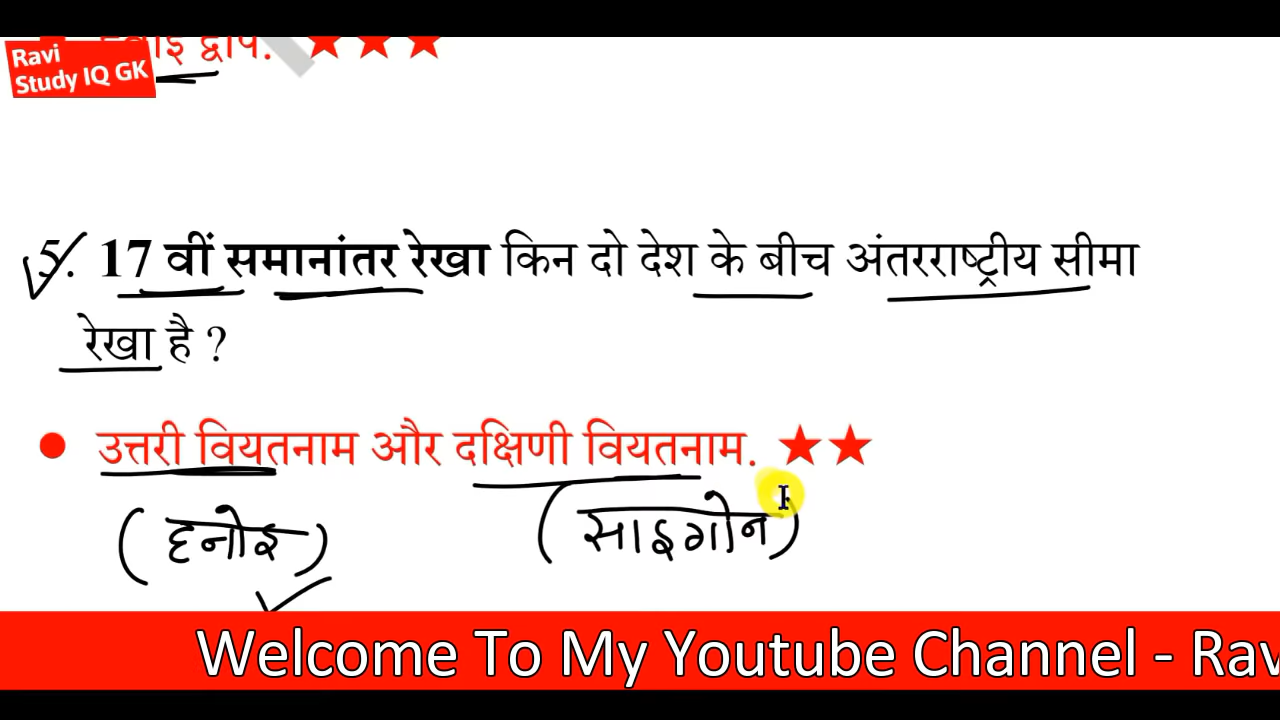 द्वीप.
Ravi
Study IQ GK
5. 17 वीं समानांतर रेखा किन दो देश के बीच अंतरराष्ट्रीय सीमा
रेखा है ?
उत्तरी वियतनाम और दक्षिणी वियतनाम.
(हनोइ) (साइगोन)
Welcome To My Youtube Channel - Rav